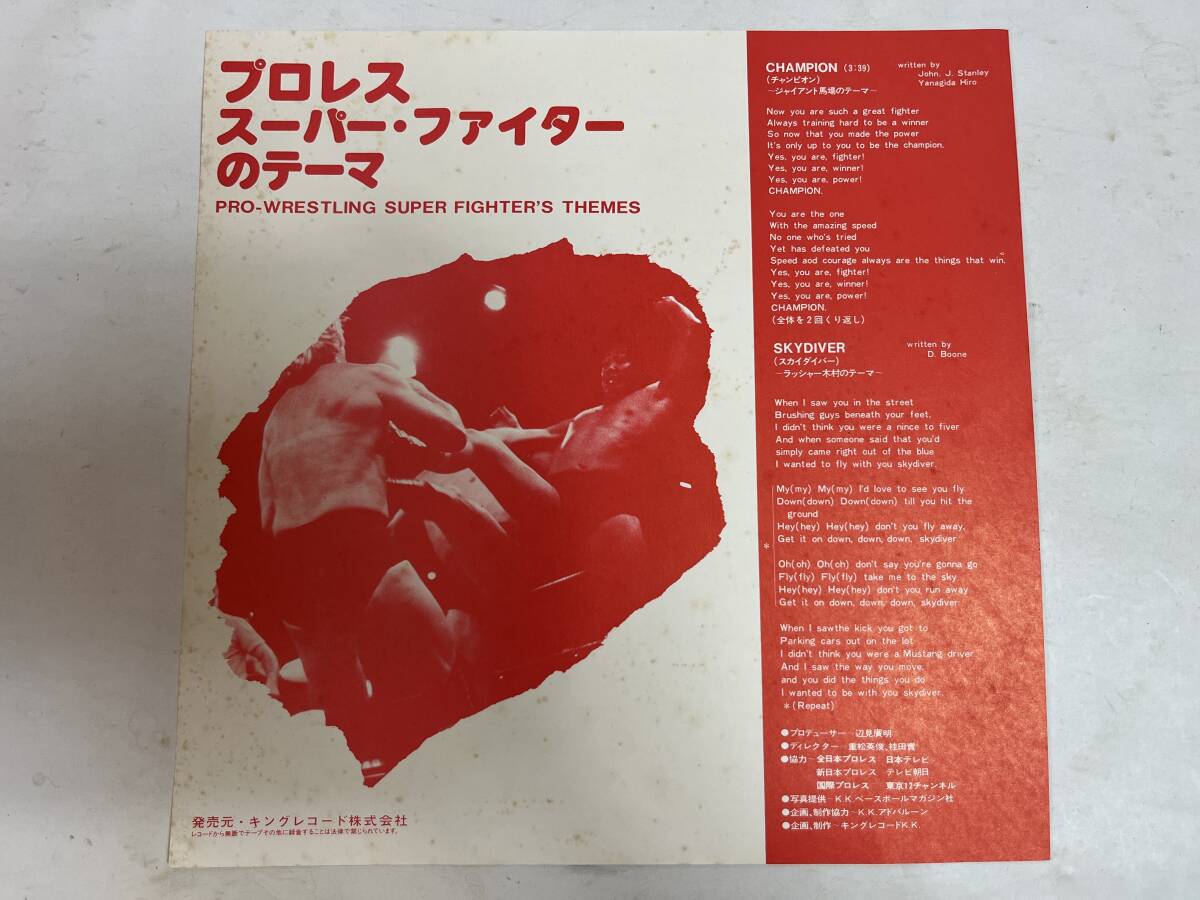 プロレス
スーパー・ファイター
のテーマ
PRO-WRESTLING SUPER FIGHTER'S THEMES
発売元・キングレコード株式会社
レコードから無断でテープその他に録音することは法律で禁じられています。
CHAMPION (3:39)
written by
John. J. Stanley
Yanagida Hiro
(チャンピオン)
〜ジャイアント馬場のテーマ〜
Now you are such a great fighter
Always training hard to be a winner
So now that you made the power
It's only up to you to be the champion.
Yes, you are, fighter!
Yes, you are, winner!
Yes, you are, power!
CHAMPION.
You are the one
With the amazing speed
No one who's tried
Yet has defeated you
Speed aod courage always are the things that win.
Yes, you are, fighter!
Yes, you are, winner!
Yes, you are, power!
CHAMPION.
(全体を2回くり返し)
SKYDIVER
written by
D. Boone
(スカイダイバー)
〜ラッシャー木村のテーマ〜
When I saw you in the street
Brushing guys beneath your feet,
I didn't think you were a nince to fiver
And when someone said that you'd
simply came right out of the blue
I wanted to fly with you skydiver.
My(my) My(my) I'd love to see you fly
Down(down) Down(down) till you hit the
ground
Hey(hey) Hey(hey) don't you fly away,
Get it on down, down, down, skydiver
*
Oh(oh) Oh(oh) don't say you're gonna go
Fly(fly) Fly(fly) take me to the sky
Hey(hey) Hey(hey) don't you run away
Get it on down, down, down, skydiver
When I sawthe kick you got to
Parking cars out on the lot
I didn't think you were a Mustang driver
And I saw the way you move,
and you did the things you do
I wanted to be with you skydiver.
*(Repeat)
●プロデューサー─辺見廣明
●ディレクター─重松英俊、桂田實
●協力─全日本プロレス 日本テレビ
新日本プロレス テレビ朝日
国際プロレス 東京12チャンネル
●写真提供─K.K.ベースボールマガジン社
●企画、制作協力─K.K.アドバルーン
●企画、制作─キングレコードK.K.